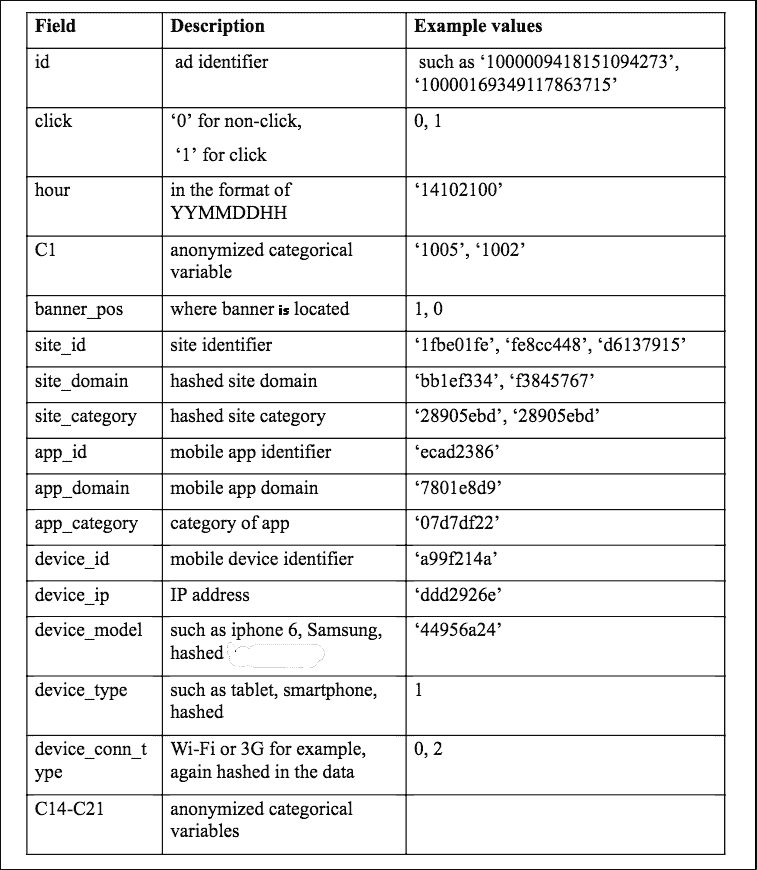 Field Description Example values
id ad identifier such as ‘1000009418151094273’,
‘10000169349117863715’
click ‘0’ for non-click, 0, 1
‘1’ for click
hour in the format of ‘14102100’
YYMMDDHH
C1 anonymized categorical ‘1005’, ‘1002’
variable
banner_pos where banner is located 1, 0
site_id site identifier ‘1fbe01fe’, ‘fe8cc448’, ‘d6137915’
site_domain hashed site domain ‘bb1ef334’, ‘f3845767’
site_category hashed site category ‘28905ebd’, ‘28905ebd’
app_id mobile app identifier ‘ecad2386’
app_domain mobile app domain ‘7801e8d9’
app_category category of app ‘07d7df22’
device_id mobile device identifier ‘a99f214a’
device_ip IP address ‘ddd2926e’
device_model such as iphone 6, Samsung, ‘44956a24’
hashed
device_type such as tablet, smartphone, 1
hashed
device_conn_t Wi-Fi or 3G for example, 0, 2
ype again hashed in the data
C14-C21 anonymized categorical
variables